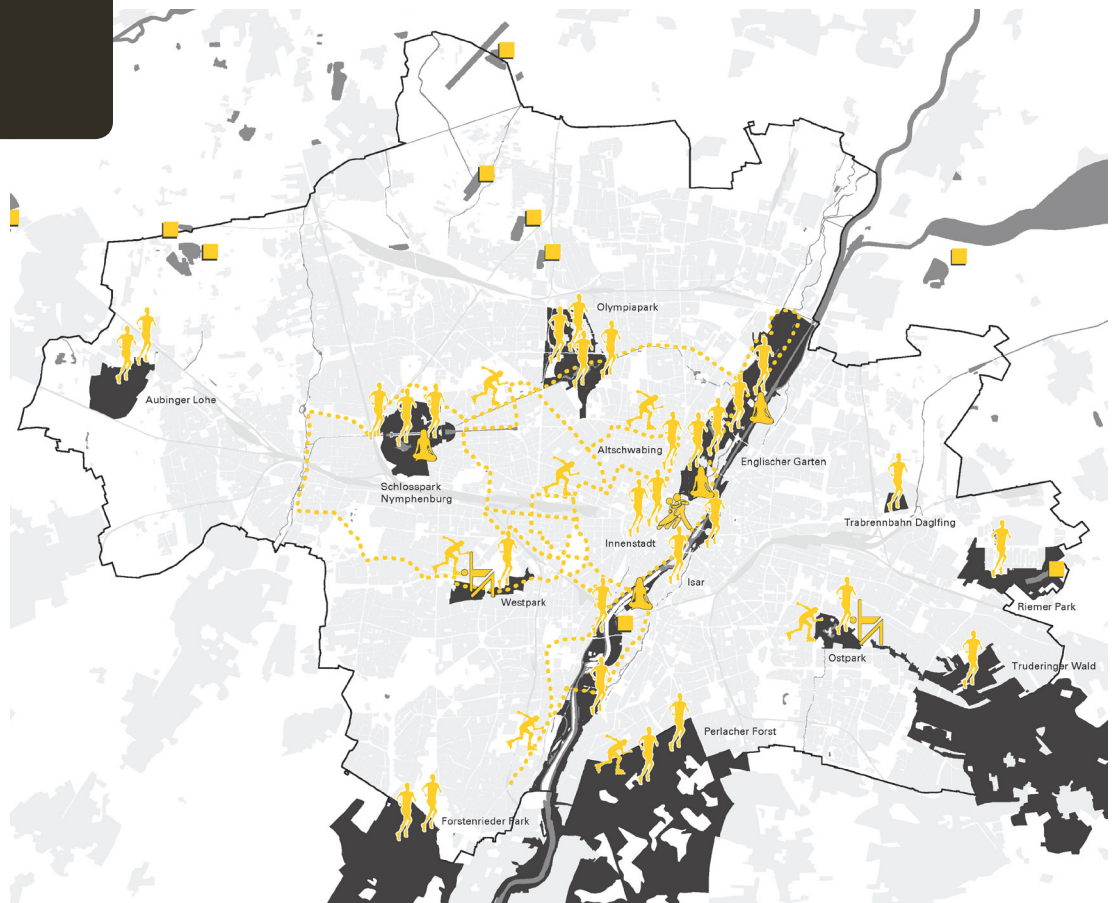 Olympiapark
Aubinger Lohe
Altschwabing
Englischer Garten
Schlosspark
Nymphenburg
Trabrennbahn Daglfing
Innenstadt
Isar
Westpark
Riemer Park
Ostpark
Truderinger Wald
Perlacher Forst
Forstenrieder Park